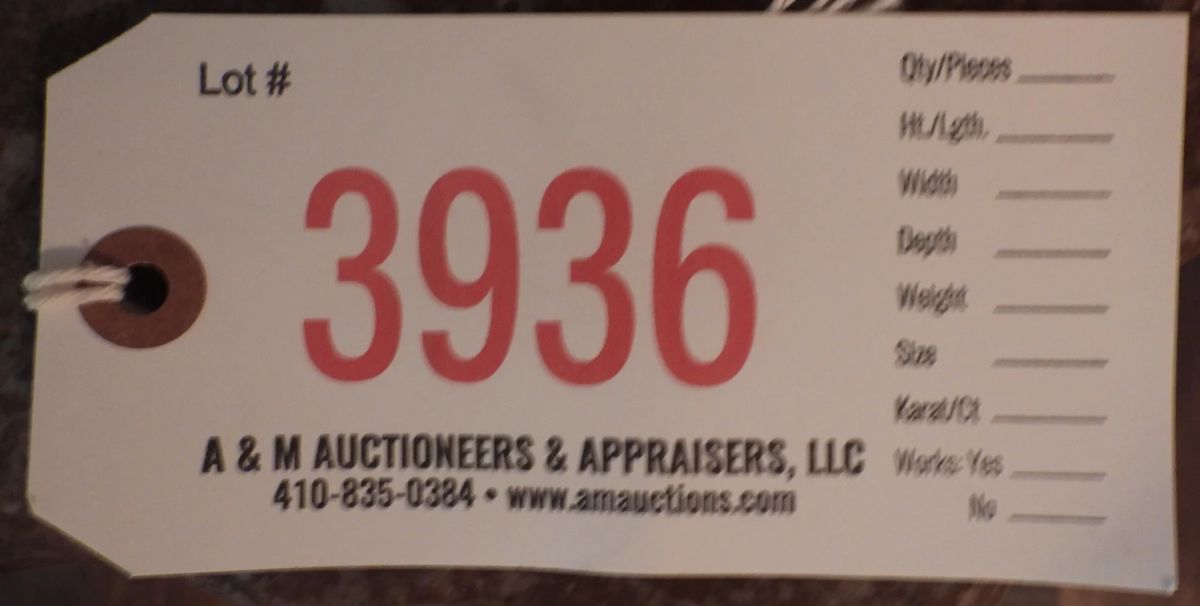 Lot #
3936
A & M AUCTIONEERS & APPRAISERS, LLC
410-835-0384 • www.amauctions.com
Qty/Pieces
Ht./Lgth.
Width
Depth
Weight
Size
Karat/Ct
Works: Yes
No